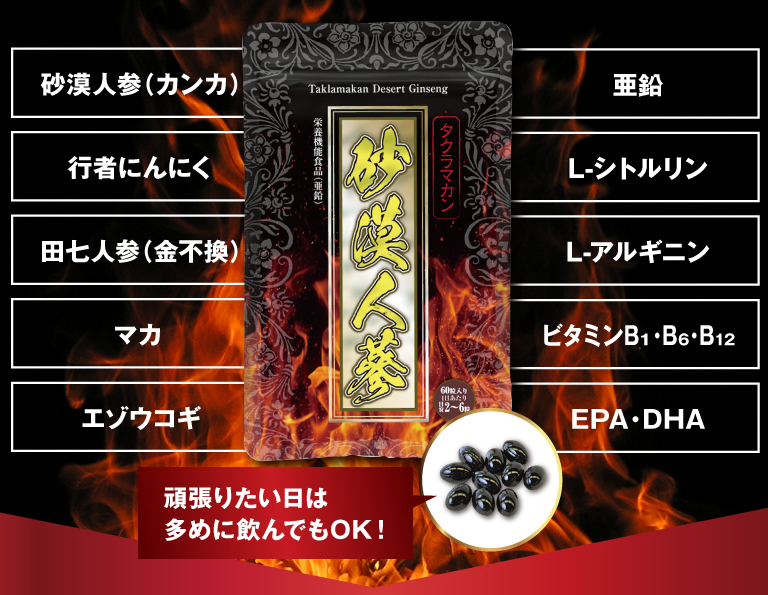 砂漠人参（カンカ）
行者にんにく
田七人参（金不換）
マカ
エゾウコギ
Taklamakan Desert Ginseng
栄養機能食品（亜鉛）
タクラマカン
砂漠人蔘
60粒入り
1日あたり
目安2〜6粒
亜鉛
L-シトルリン
L-アルギニン
ビタミンB1・B6・B12
EPA・DHA
頑張りたい日は
多めに飲んでもOK！